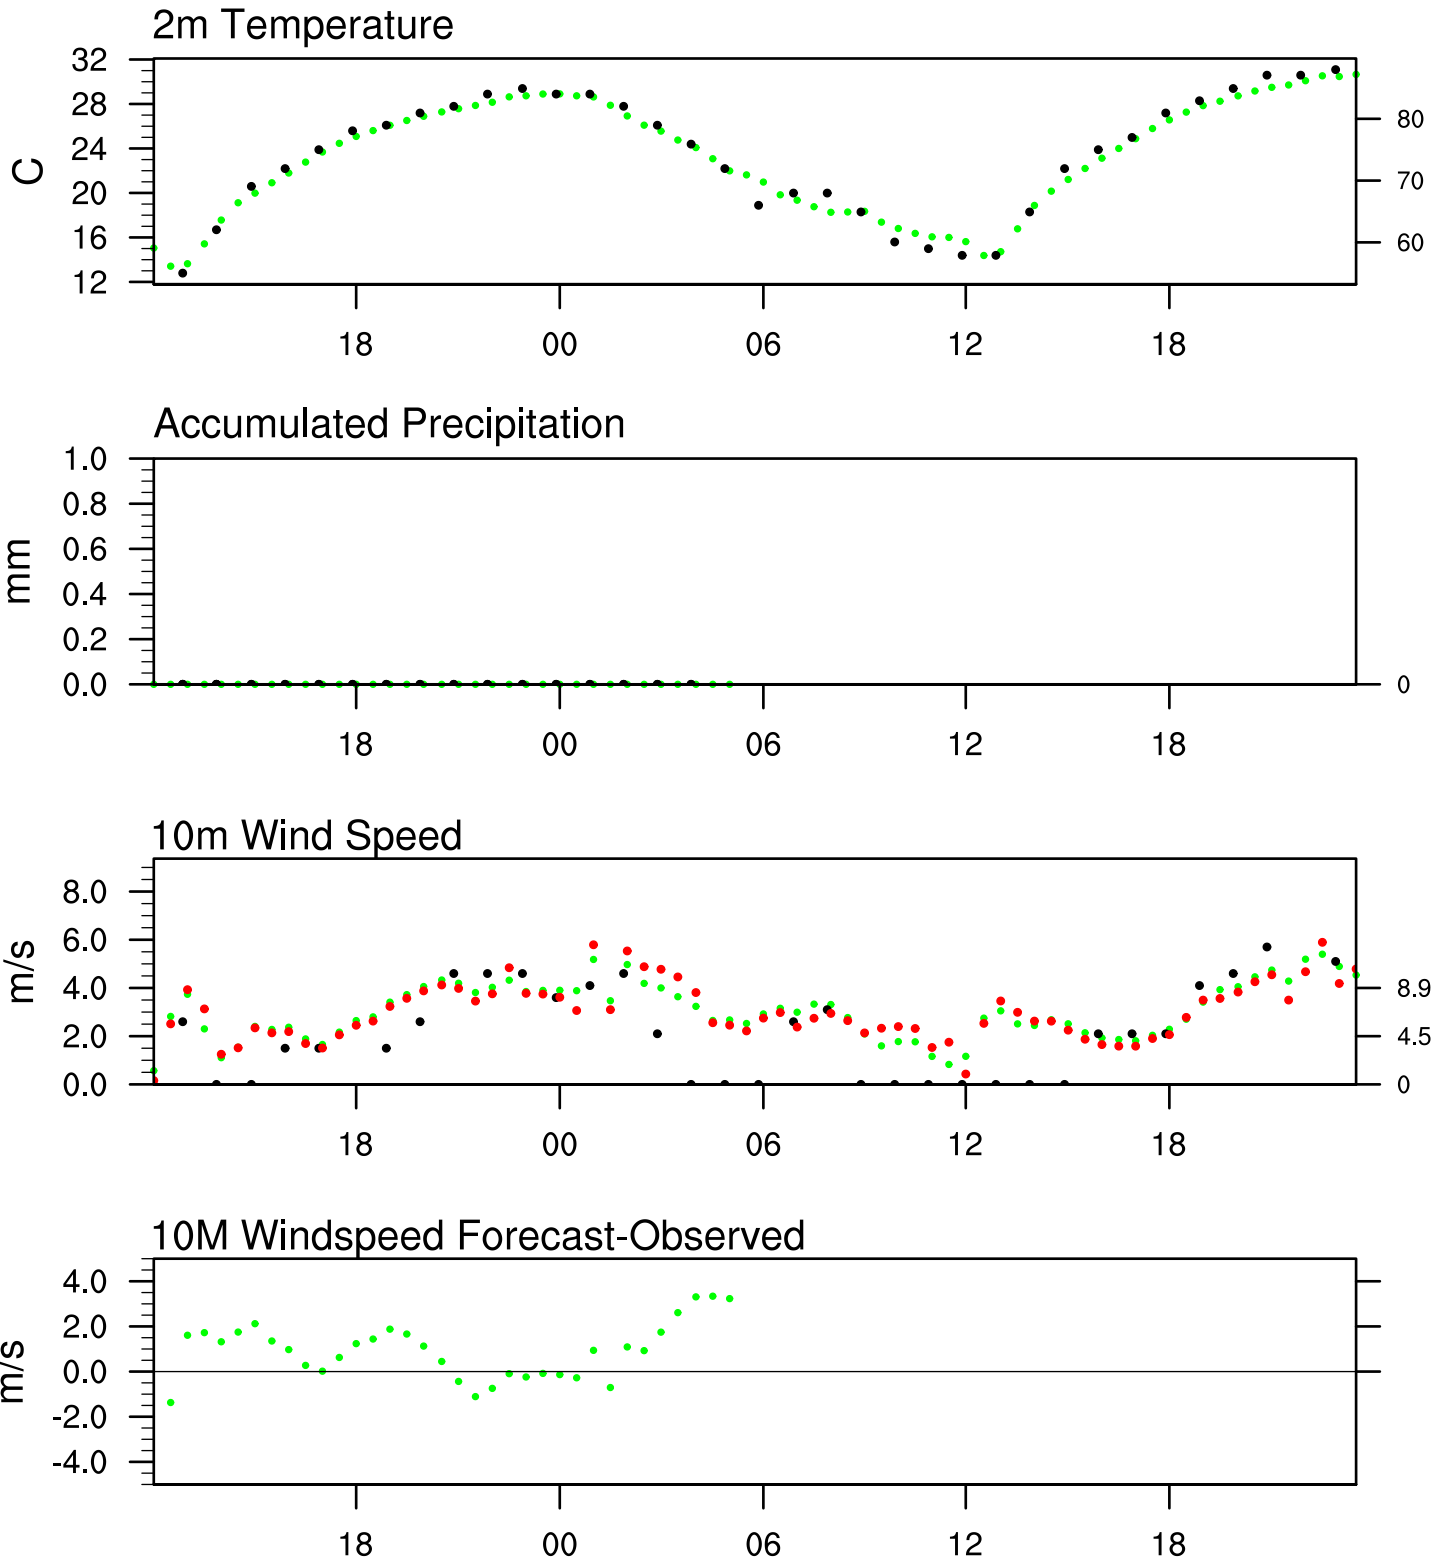 2m Temperature
32
28
24
20
16
12
C
80
70
60
18 00 06 12 18
Accumulated Precipitation
1.0
0.8
0.6
0.4
0.2
0.0
mm
0
18 00 06 12 18
10m Wind Speed
8.0
6.0
4.0
2.0
0.0
m/s
8.9
4.5
0
18 00 06 12 18
10M Windspeed Forecast-Observed
4.0
2.0
0.0
-2.0
-4.0
m/s
18 00 06 12 18